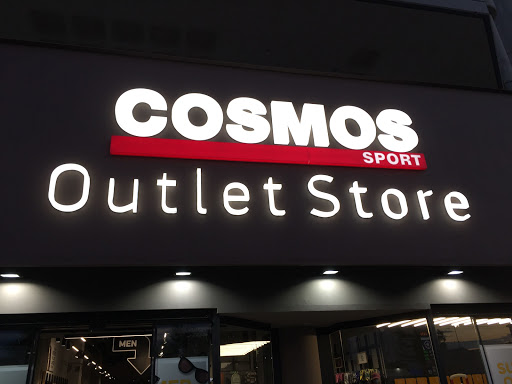 COSMOS
SPORT
Outlet Store
MEN